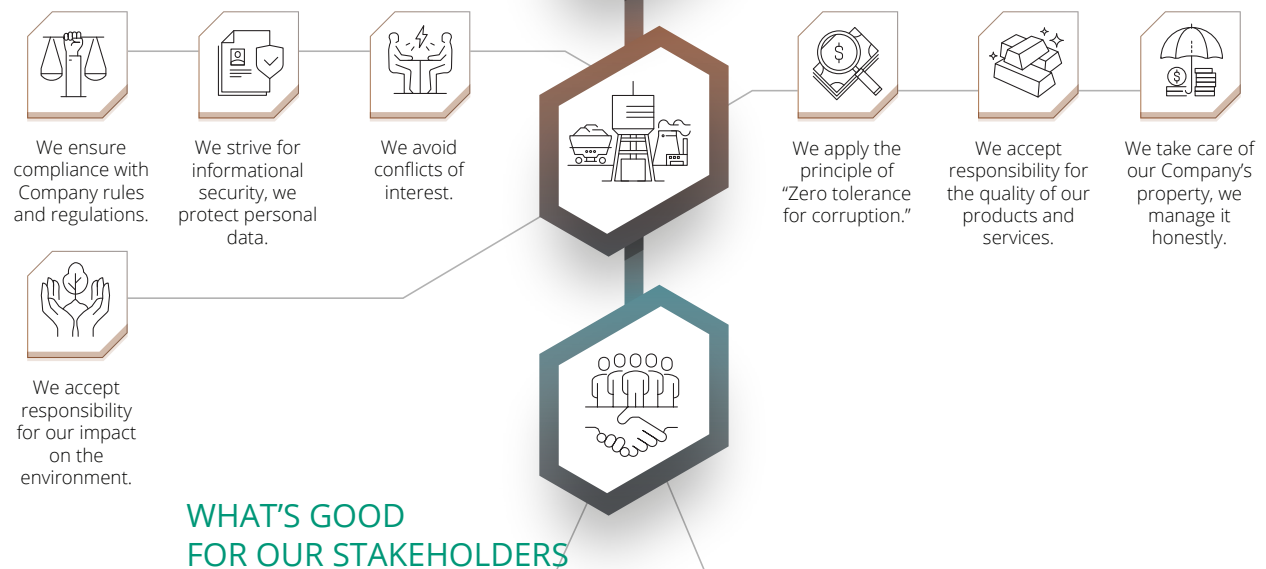 We ensure
compliance with
Company rules
and regulations.
We strive for
informational
security, we
protect personal
data.
We avoid
conflicts of
interest.
We apply the
principle of
“Zero tolerance
for corruption.”
We accept
responsibility for
the quality of our
products and
services.
We take care of
our Company’s
property, we
manage it
honestly.
We accept
responsibility
for our impact
on the
environment.
WHAT’S GOOD
FOR OUR STAKEHOLDERS